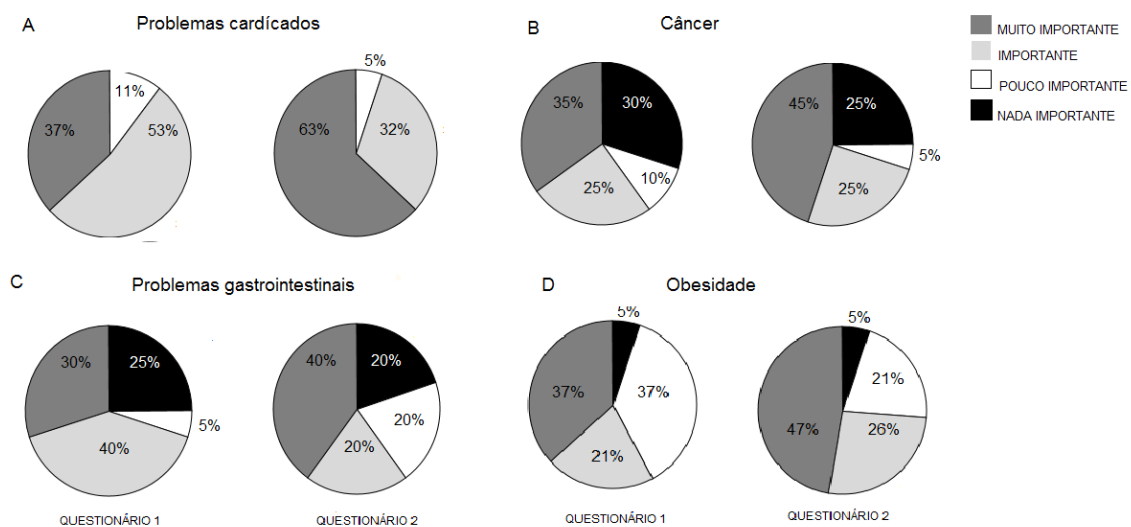 A
Problemas cardícados
11%
37%
53%
5%
63%
32%
B
Câncer
35%
30%
25%
10%
45%
25%
5%
25%
MUITO IMPORTANTE
IMPORTANTE
POUCO IMPORTANTE
NADA IMPORTANTE
C
Problemas gastrointestinais
30%
25%
5%
40%
40%
20%
20%
20%
QUESTIONÁRIO 1
QUESTIONÁRIO 2
D
Obesidade
5%
37%
37%
21%
5%
21%
47%
26%
QUESTIONÁRIO 1
QUESTIONÁRIO 2